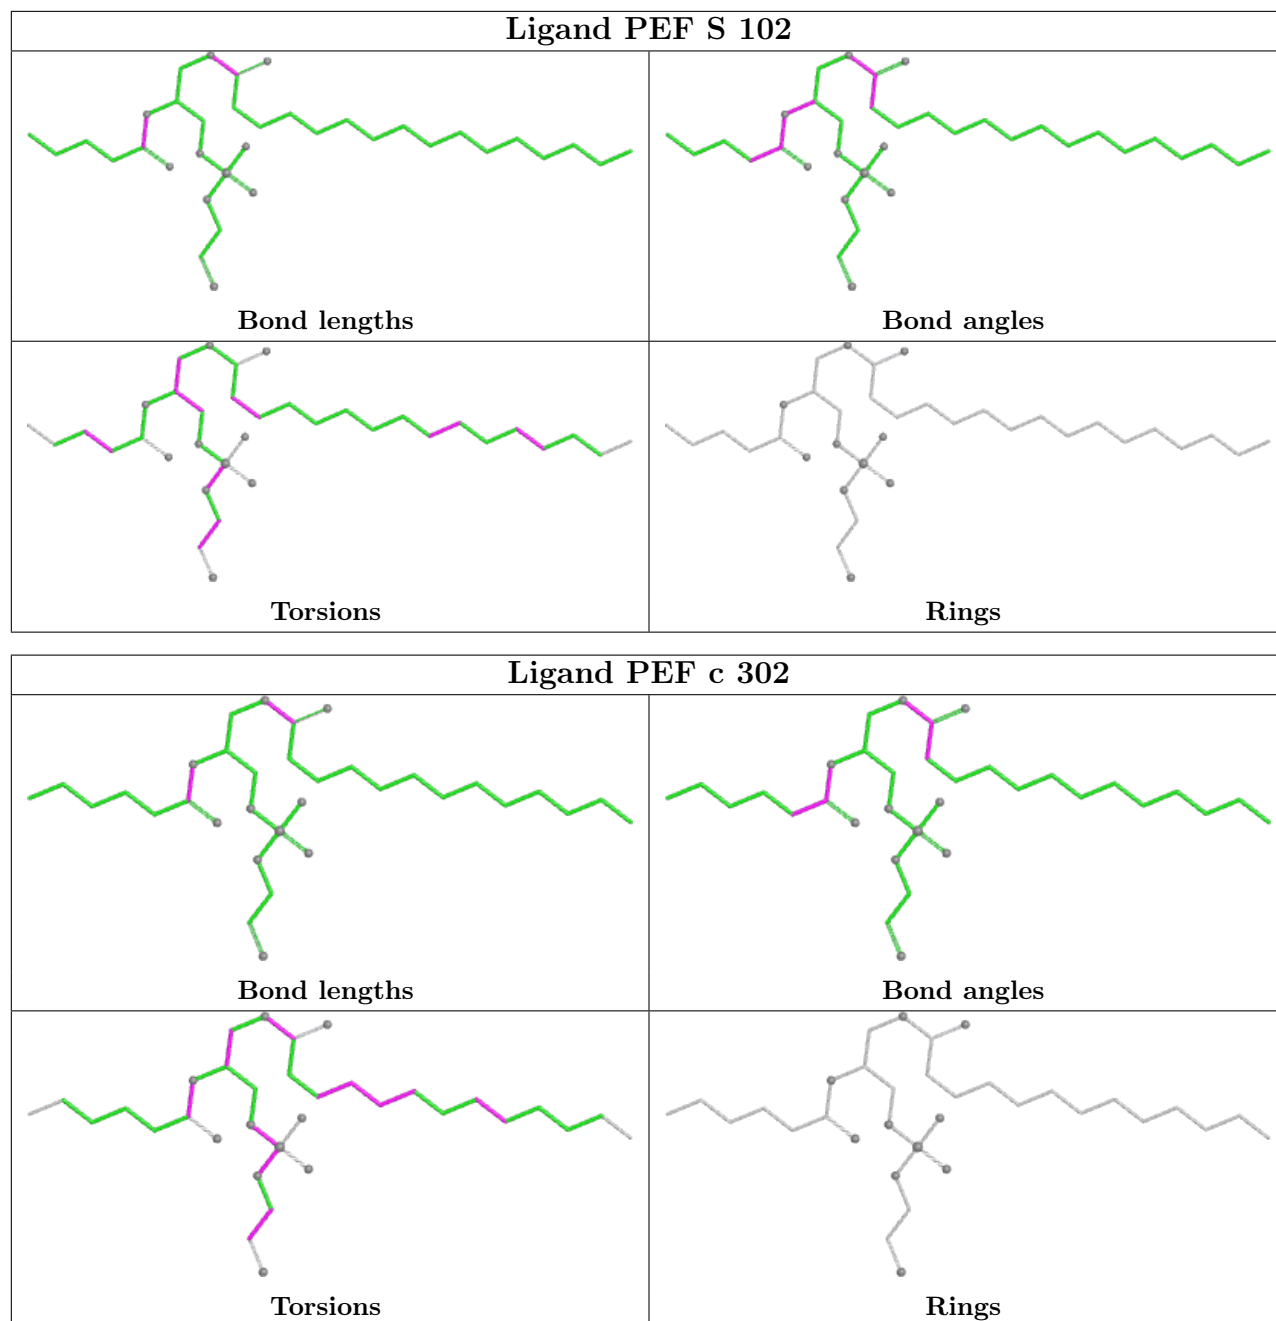 Ligand PEF S 102
Bond lengths
Bond angles
Torsions
Rings
Ligand PEF c 302
Bond lengths
Bond angles
Torsions
Rings